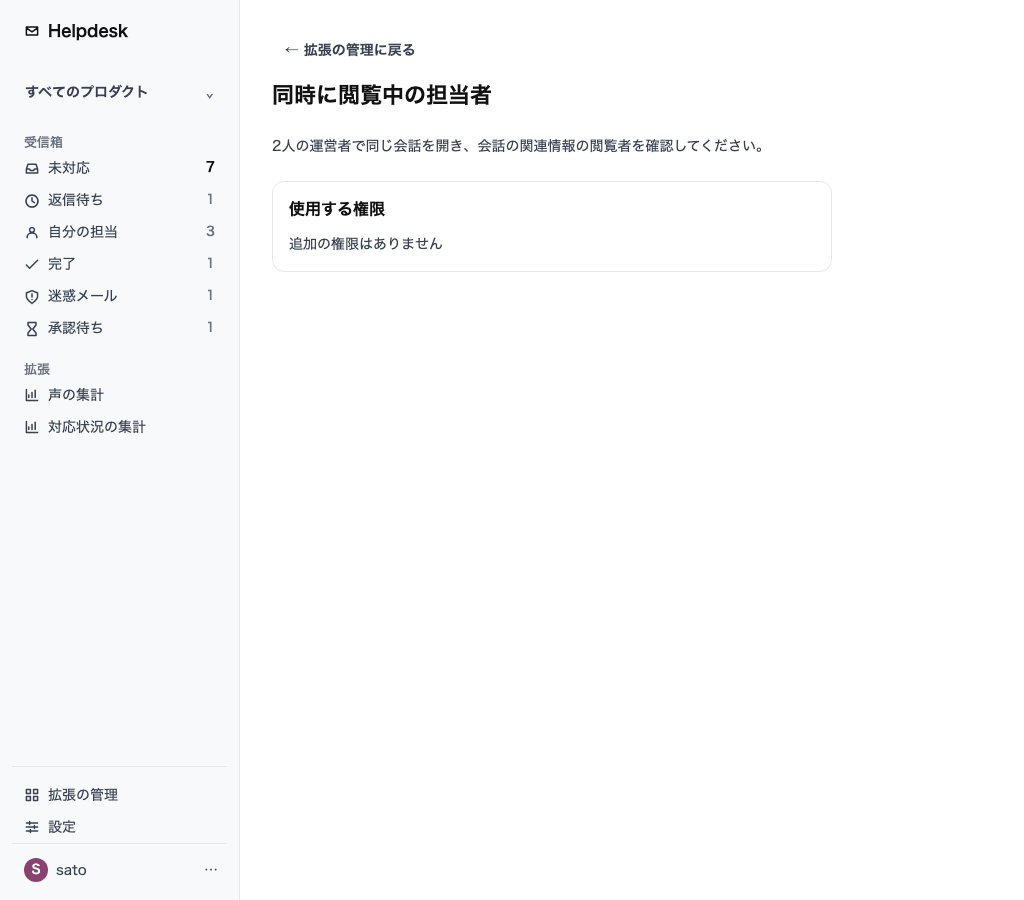 Helpdesk
すべてのプロダクト
受信箱
未対応 7
返信待ち 1
自分の担当 3
完了 1
迷惑メール 1
承認待ち 1
拡張
声の集計
対応状況の集計
拡張の管理
設定
S sato ...
← 拡張の管理に戻る
同時に閲覧中の担当者
2人の運営者で同じ会話を開き、会話の関連情報の閲覧者を確認してください。
使用する権限
追加の権限はありません